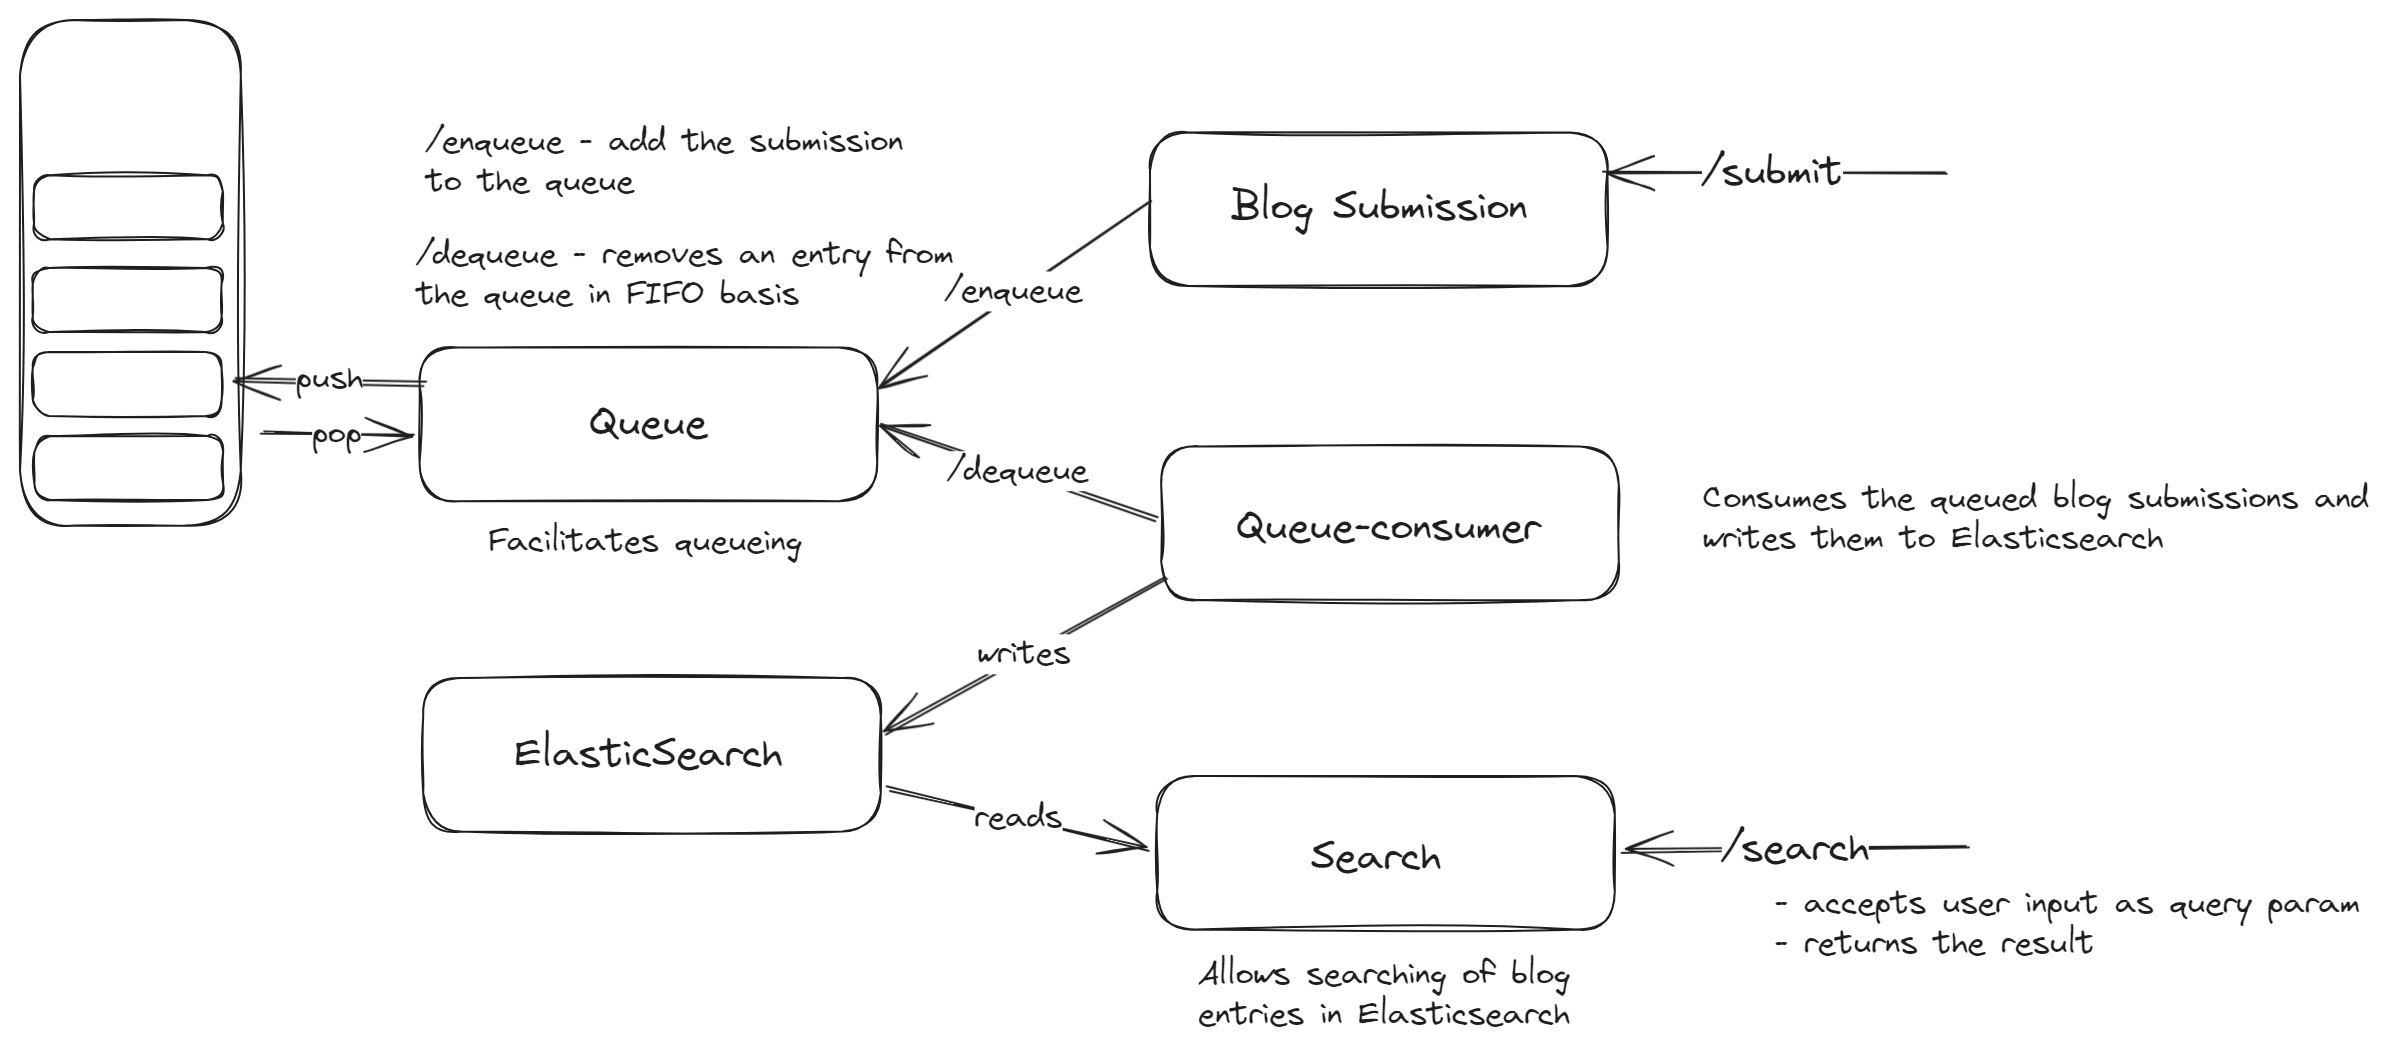 /enqueue - add the submission
to the queue
/dequeue - removes an entry from
the queue in FIFO basis
/enqueue
Blog Submission
/submit
push
pop
Queue
Facilitates queueing
/dequeue
Queue-consumer
Consumes the queued blog submissions and
writes them to Elasticsearch
writes
ElasticSearch
reads
Search
/search
- accepts user input as query param
- returns the result
Allows searching of blog
entries in Elasticsearch